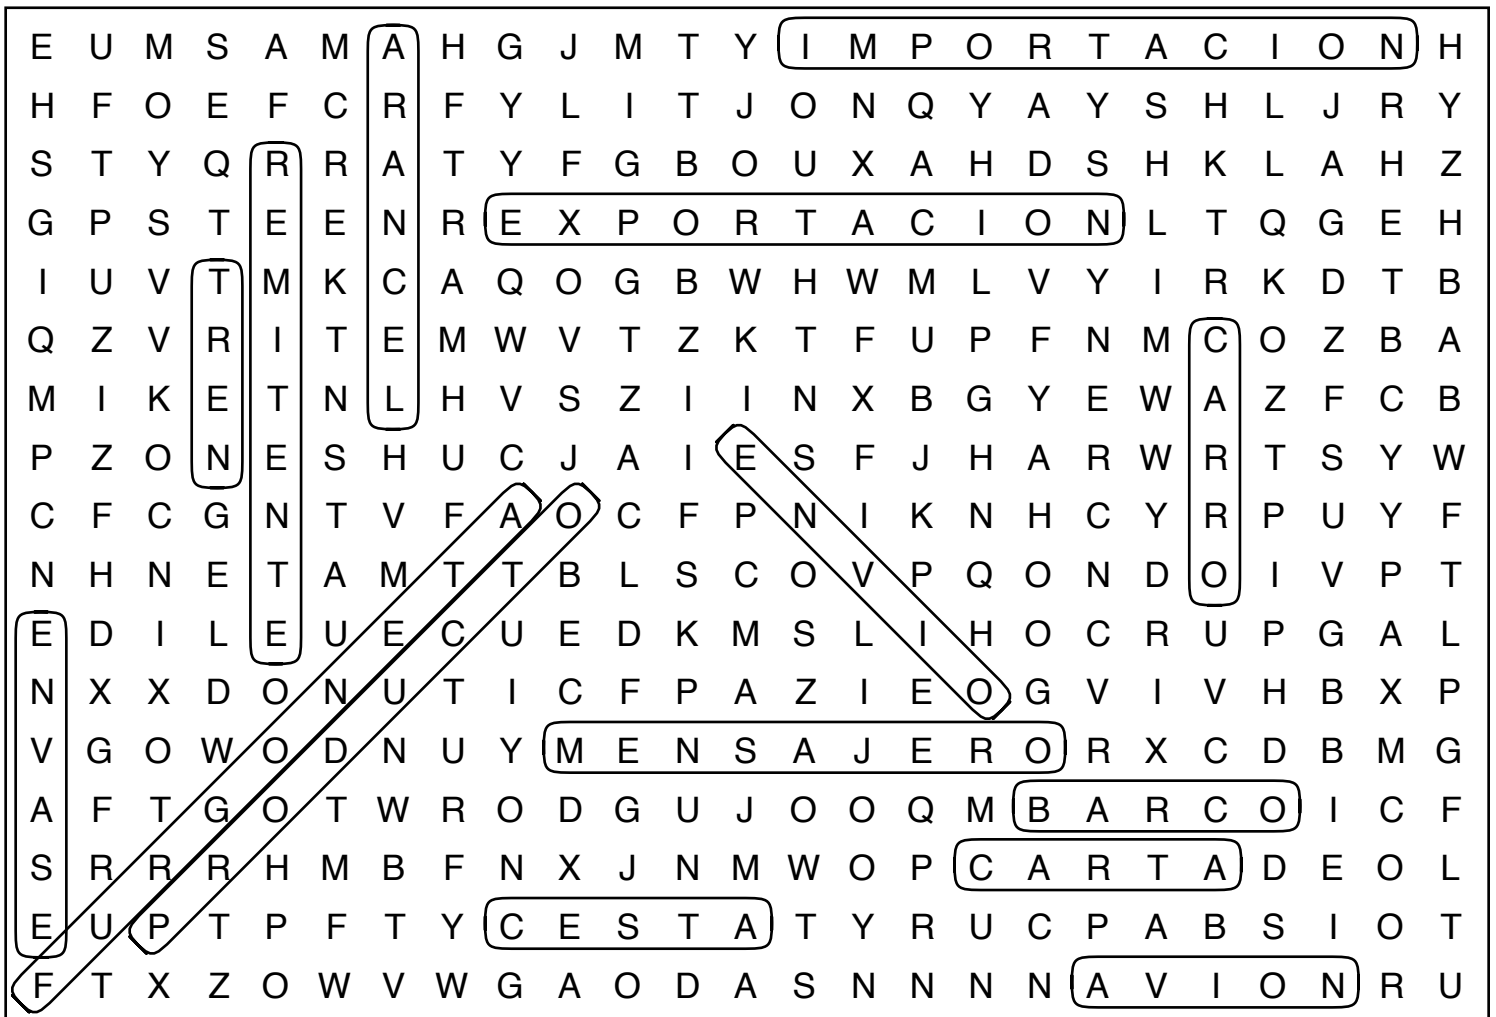 E U M S A M A H G J M T Y I M P O R T A C I O N H
H F O E F C R F Y L I T J O N Q Y A Y S H L J R Y
S T Y Q R R A T Y F G B O U X A H D S H K L A H Z
G P S T E E N R E X P O R T A C I O N L T Q G E H
I U V T M K C A Q O G B W H W M L V Y I R K D T B
Q Z V R I T E M W V T Z K T F U P F N M C O Z B A
M I K E T N L H V S Z I I N X B G Y E W A Z F C B
P Z O N E S H U C J A I E S F J H A R W R T S Y W
C F C G N T V F A O C F P N I K N H C Y R P U Y F
N H N E T A M T T B L S C O V P Q O N D O I V P T
E D I L E U E C U E D K M S L I H O C R U P G A L
N X X D O N U T I C F P A Z I E O G V I V H B X P
V G O W O D N U Y M E N S A J E R O R X C D B M G
A F T G O T W R O D G U J O O Q M B A R C O I C F
S R R R H M B F N X J N M W O P C A R T A D E O L
E U P T P F T Y C E S T A T Y R U C P A B S I O T
F T X Z O W V W G A O D A S N N N N A V I O N R U